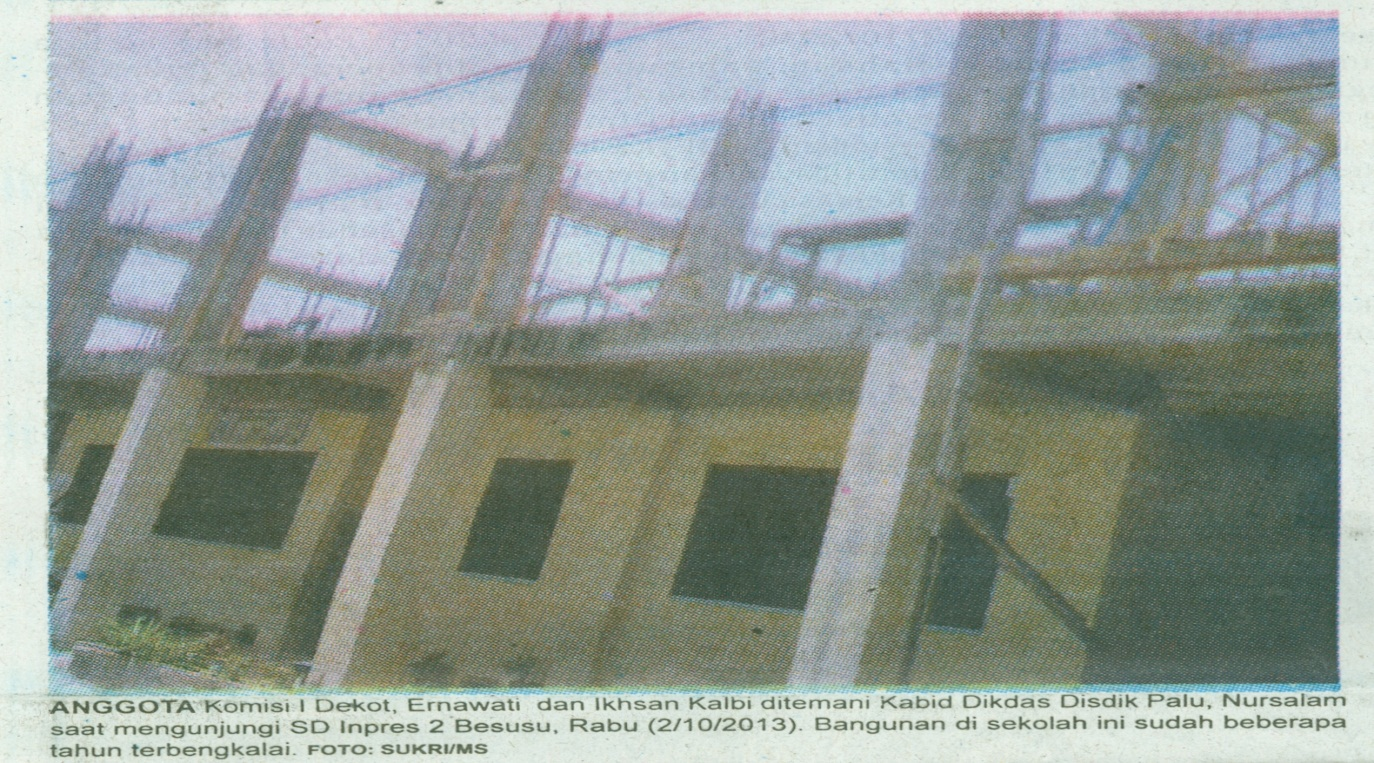 ANGGOTA Komisi I Dekot, Ernawati dan Ikhsan Kalbi ditemani Kabid Dikdas Disdik Palu, Nursalam
saat mengunjungi SD Inpres 2 Besusu, Rabu (2/10/2013). Bangunan di sekolah ini sudah beberapa
tahun terbengkalai. FOTO: SUKRI/MS